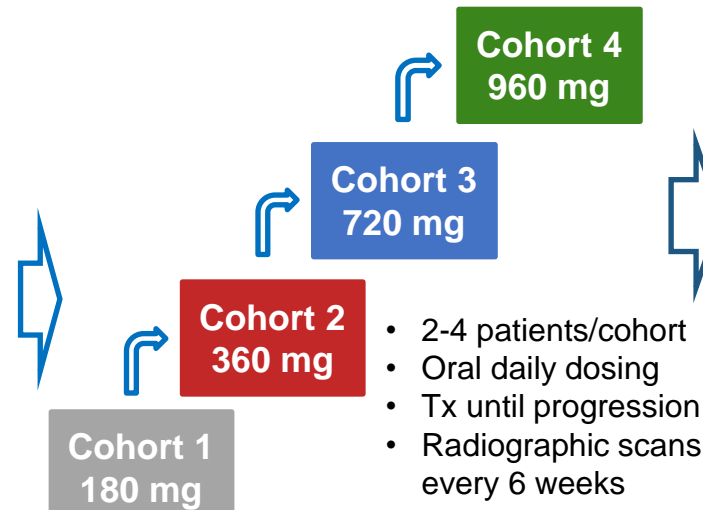 Cohort 4
960 mg
Cohort 3
720 mg
Cohort 2
360 mg
Cohort 1
180 mg
• 2-4 patients/cohort
• Oral daily dosing
• Tx until progression
• Radiographic scans
every 6 weeks